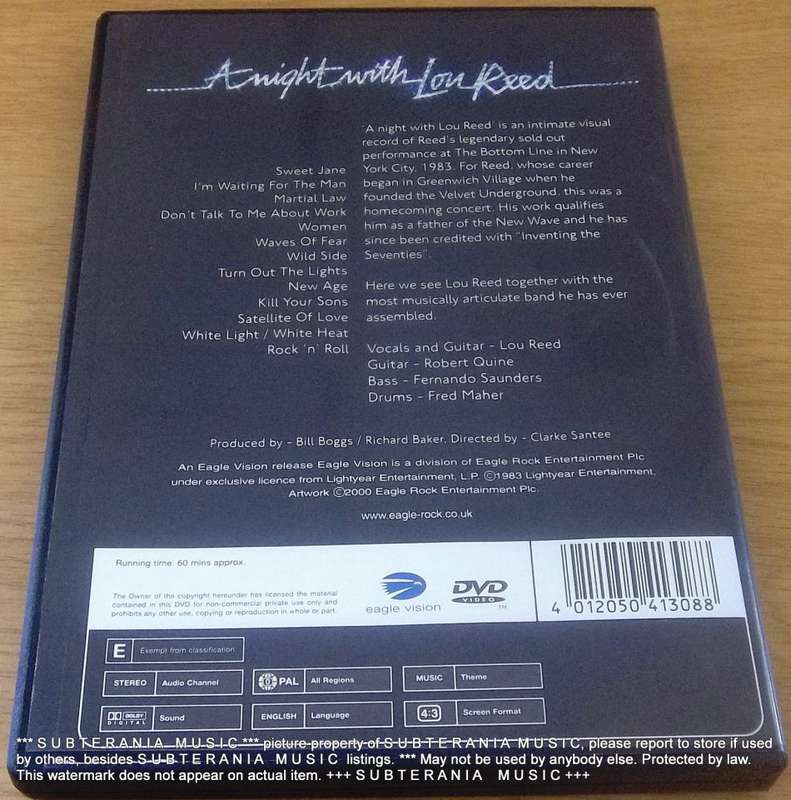 A night with Lou Reed
Sweet Jane
I'm Waiting For The Man
Martial Law
Don't Talk To Me About Work
Women
Waves Of Fear
Wild Side
Turn Out The Lights
New Age
Kill Your Sons
Satellite Of Love
White Light / White Heat
Rock 'n' Roll
'A night with Lou Reed' is an intimate visual
record of Reed's legendary sold out
performance at The Bottom Line in New
York City, 1983. For Reed, whose career
began in Greenwich Village when he
founded the Velvet Underground, this was a
homecoming concert. His work qualifies
him as a father of the New Wave and he has
since been credited with "Inventing the
Seventies".
Here we see Lou Reed together with the
most musically articulate band he has ever
assembled.
Vocals and Guitar - Lou Reed
Guitar - Robert Quine
Bass - Fernando Saunders
Drums - Fred Maher
Produced by - Bill Boggs / Richard Baker, Directed by - Clarke Santee
An Eagle Vision release Eagle Vision is a division of Eagle Rock Entertainment Plc
under exclusive licence from Lightyear Entertainment, L.P. ©1983 Lightyear Entertainment,
Artwork ©2000 Eagle Rock Entertainment Plc.
www.eagle-rock.co.uk
Running time: 60 mins approx.
The Owner of the copyright hereunder has licensed the material
contained in this DVD for non-commercial private use only and
prohibits any other use, copying or reproduction in whole or part.
eagle vision
DVD
VIDEO
TM
4 012050 413088
E Exempt from classification
STEREO Audio Channel
PAL All Regions
MUSIC Theme
DOLBY DIGITAL Sound
ENGLISH Language
4:3 Screen Format
*** SUBTERANIA MUSIC *** picture property of SUBTERANIA MUSIC, please report to store if used
by others, besides SUBTERANIA MUSIC listings. *** May not be used by anybody else. Protected by law.
This watermark does not appear on actual item. +++ SUBTERANIA MUSIC +++